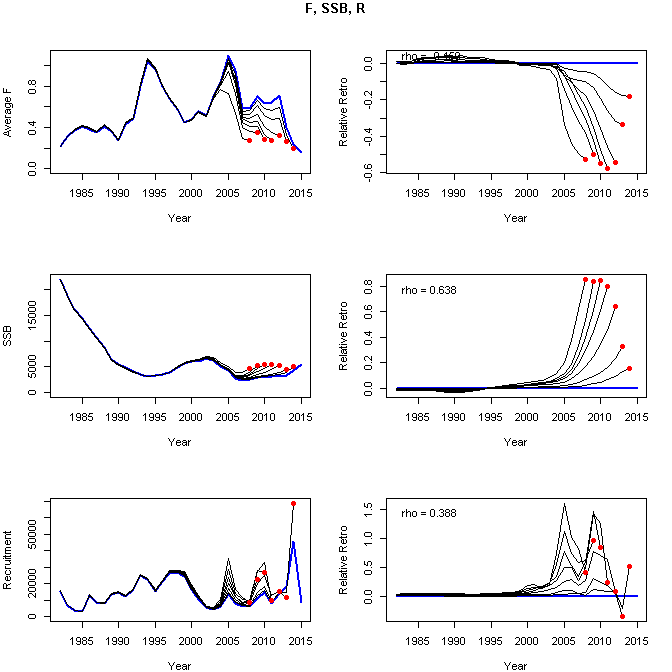 F, SSB, R
Average F
0.0 0.4 0.8
1985 1990 1995 2000 2005 2010 2015
Year
Relative Retro
-0.6 -0.4 -0.2 0.0
rho = -0.459
1985 1990 1995 2000 2005 2010 2015
Year
SSB
0 5000 15000
1985 1990 1995 2000 2005 2010 2015
Year
Relative Retro
0.0 0.2 0.4 0.6 0.8
rho = 0.638
1985 1990 1995 2000 2005 2010 2015
Year
Recruitment
0 20000 50000
1985 1990 1995 2000 2005 2010 2015
Year
Relative Retro
0.0 0.5 1.0 1.5
rho = 0.388
1985 1990 1995 2000 2005 2010 2015
Year